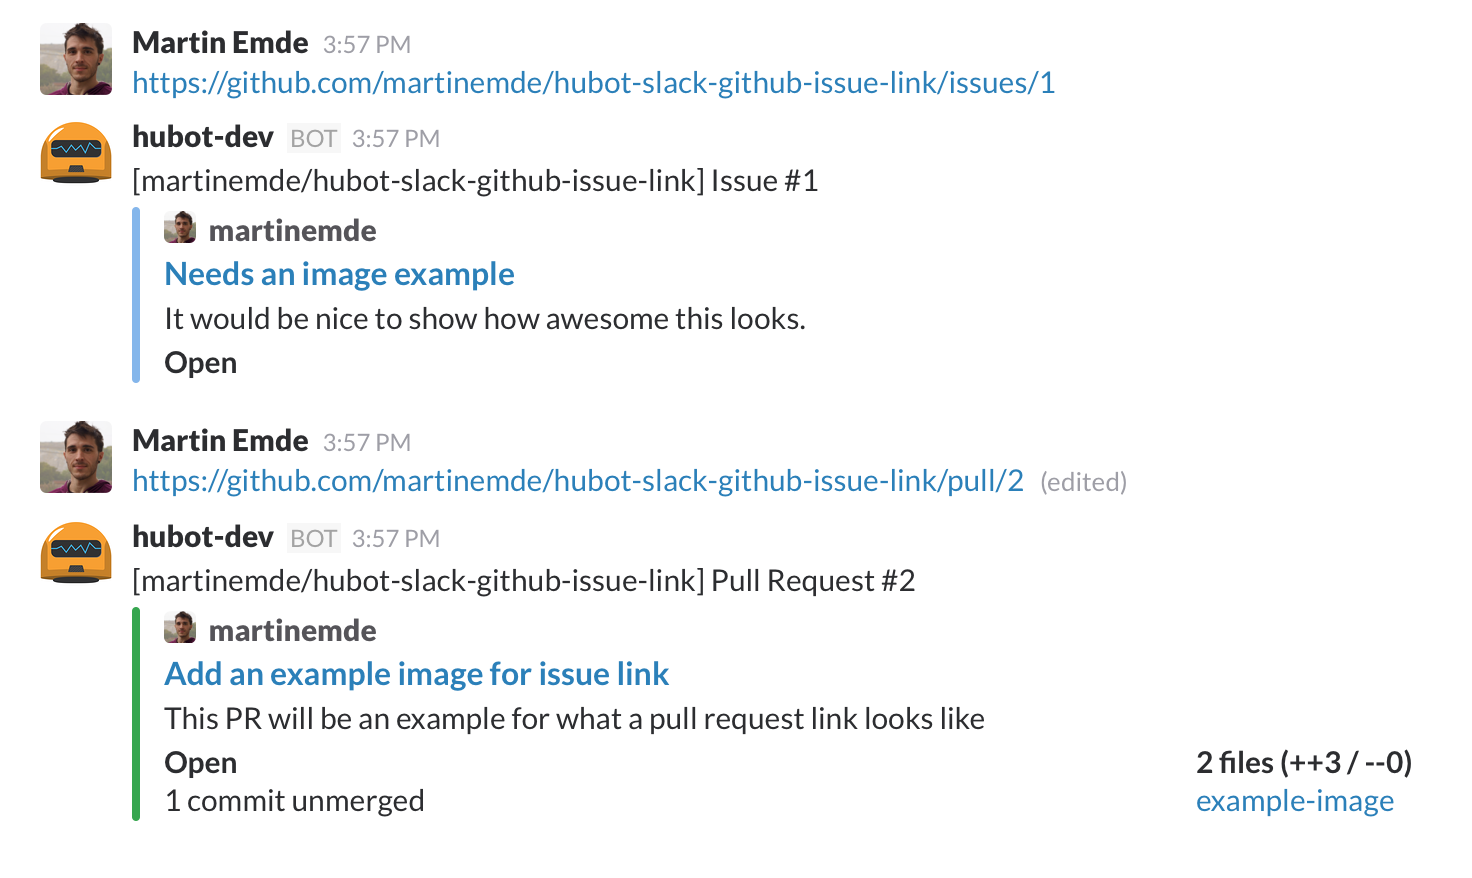 Martin Emde 3:57 PM
https://github.com/martinemde/hubot-slack-github-issue-link/issues/1
hubot-dev BOT 3:57 PM
[martinemde/hubot-slack-github-issue-link] Issue #1
martinemde
Needs an image example
It would be nice to show how awesome this looks.
Open
Martin Emde 3:57 PM
https://github.com/martinemde/hubot-slack-github-issue-link/pull/2 (edited)
hubot-dev BOT 3:57 PM
[martinemde/hubot-slack-github-issue-link] Pull Request #2
martinemde
Add an example image for issue link
This PR will be an example for what a pull request link looks like
Open
1 commit unmerged
2 files (++3 / --0)
example-image